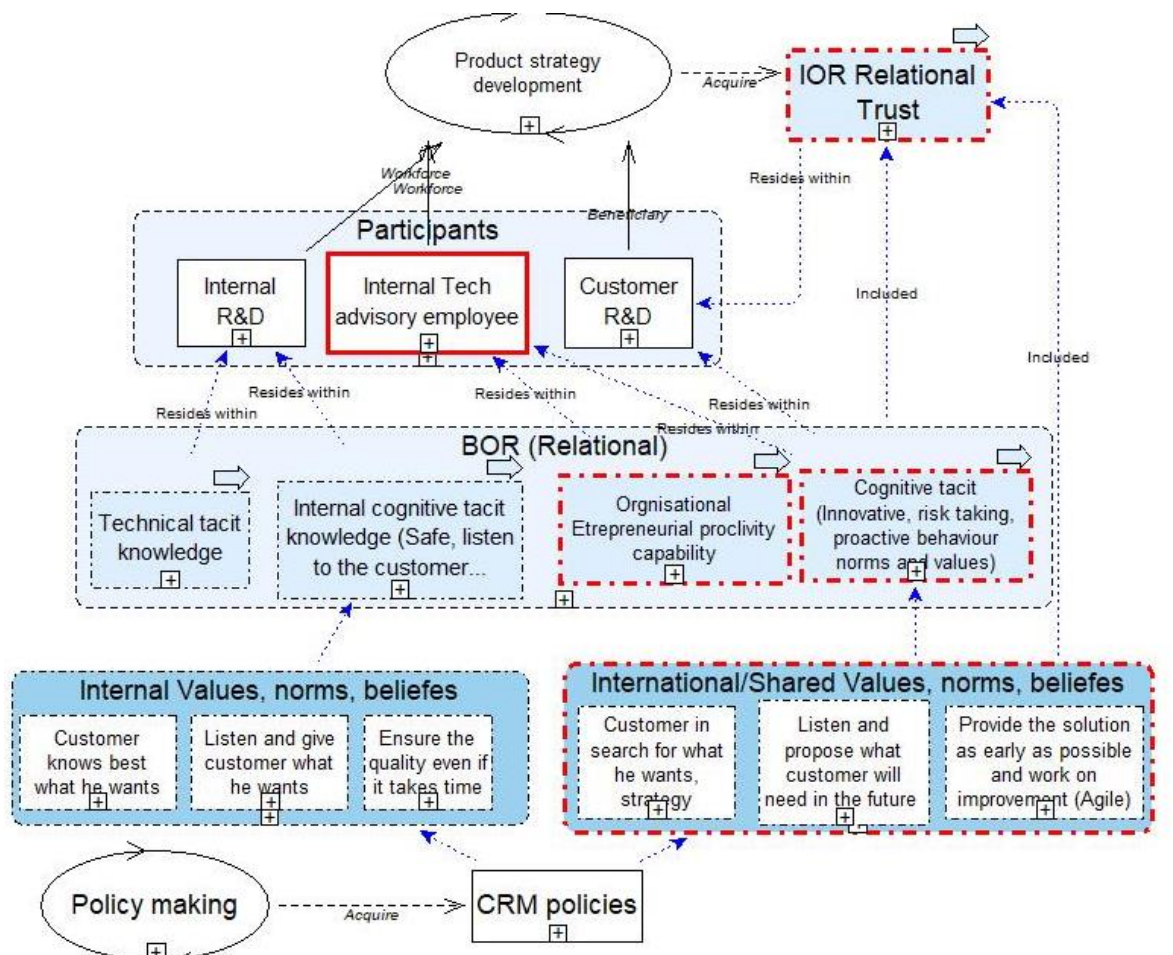 Product strategy
development
Acquire
IOR Relational
Trust
Workforce
Workforce
Beneficiary
Resides within
Participants
Internal
R&D
Internal Tech
advisory employee
Customer
R&D
Included
Included
Resides within
Resides within
Resides within
Resides within
Resides within
BOR (Relational)
Technical tacit
knowledge
Internal cognitive tacit
knowledge (Safe, listen
to the customer...
Orgnisational
Etrepreneurial proclivity
capability
Cognitive tacit
(Innovative, risk taking,
proactive behaviour
norms and values)
Internal Values, norms, beliefes
Customer
knows best
what he wants
Listen and give
customer what
he wants
Ensure the
quality even if
it takes time
International/Shared Values, norms, beliefes
Customer in
search for what
he wants,
strategy
Listen and
propose what
customer will
need in the future
Provide the solution
as early as possible
and work on
improvement (Agile)
Policy making
Acquire
CRM policies